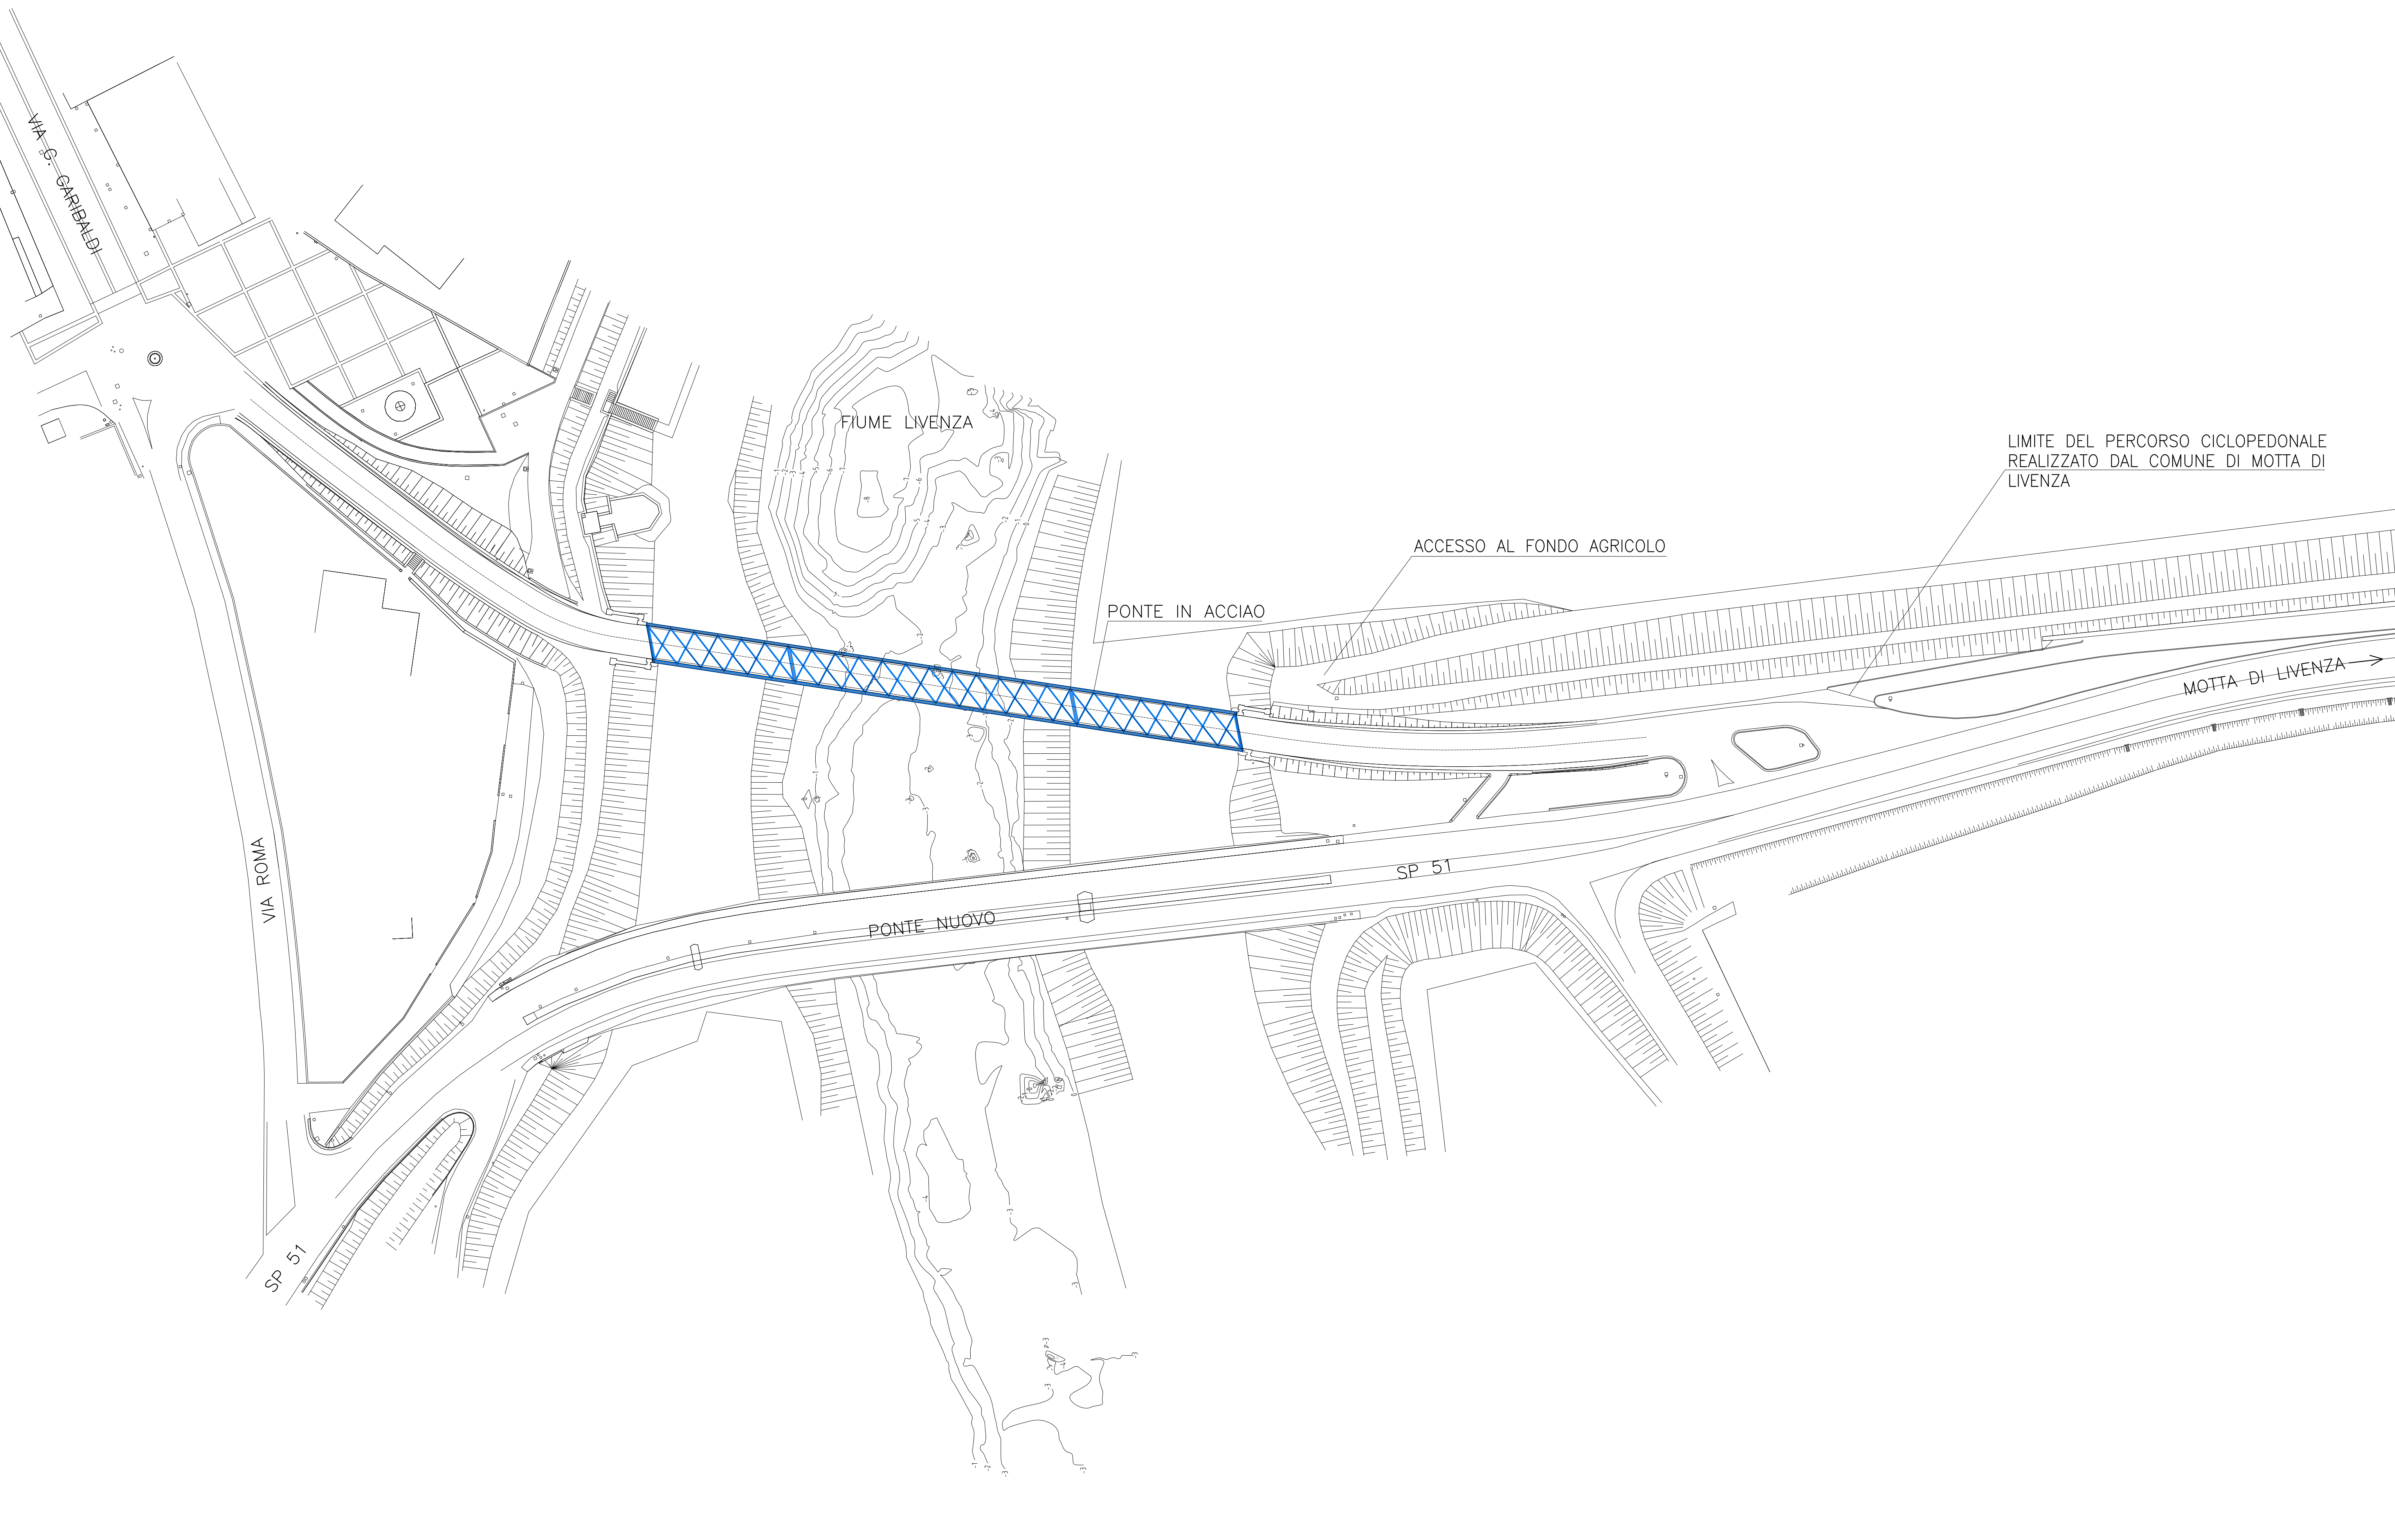 VIA G. GARIBALDI
FIUME LIVENZA
LIMITE DEL PERCORSO CICLOPEDONALE
REALIZZATO DAL COMUNE DI MOTTA DI
LIVENZA
ACCESSO AL FONDO AGRICOLO
PONTE IN ACCIAO
MOTTA DI LIVENZA
VIA ROMA
SP 51
PONTE NUOVO
SP 51